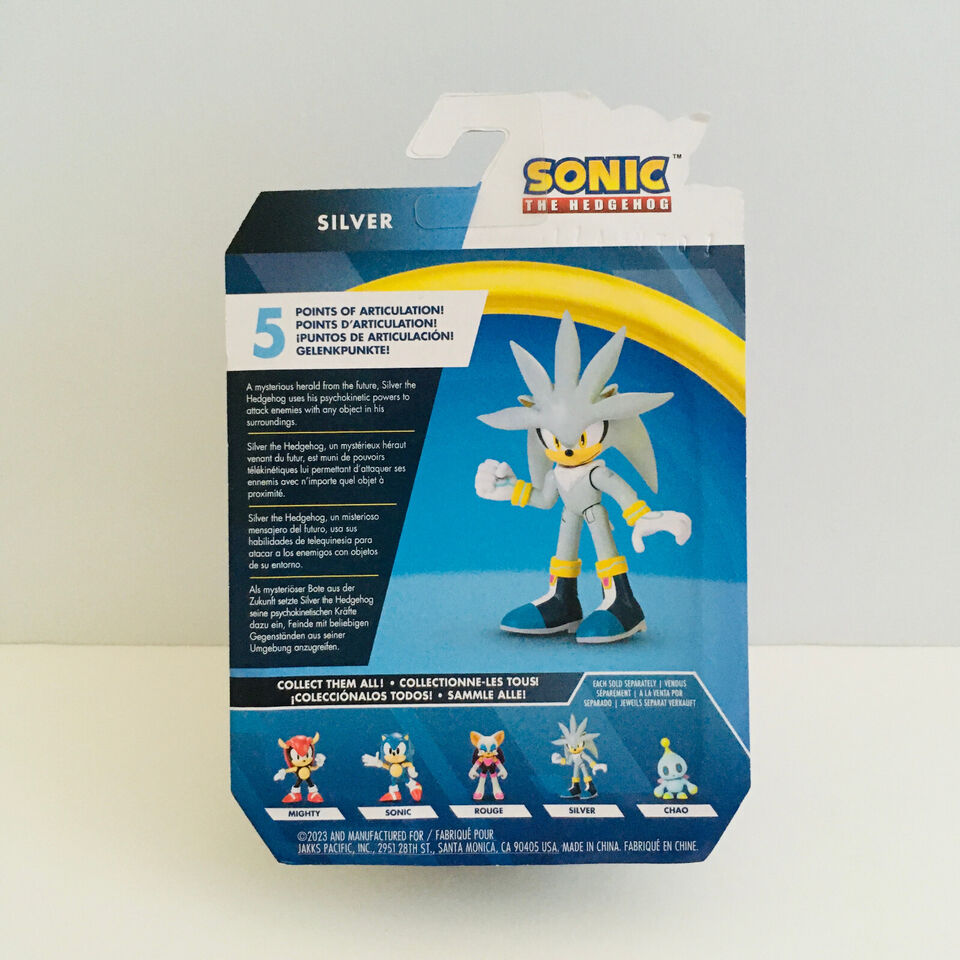 SONIC™
THE HEDGEHOG
SILVER
5
POINTS OF ARTICULATION!
POINTS D'ARTICULATION!
¡PUNTOS DE ARTICULACIÓN!
GELENKPUNKTE!
A mysterious herald from the future, Silver the
Hedgehog uses his psychokinetic powers to
attack enemies with any object in his
surroundings.
Silver the Hedgehog, un mystérieux héraut
venant du futur, est muni de pouvoirs
télékinétiques lui permettant d'attaquer ses
ennemis avec n'importe quel objet à
proximité.
Silver the Hedgehog, un misterioso
mensajero del futuro, usa sus
habilidades de telequinesia para
atacar a los enemigos con objetos
de su entorno.
Als mysteriöser Bote aus der
Zukunft setzte Silver the Hedgehog
seine psychokinetischen Kräfte
dazu ein, Feinde mit beliebigen
Gegenständen aus seiner
Umgebung anzugreifen.
COLLECT THEM ALL! • COLLECTIONNE-LES TOUS!
¡COLECCIÓNALOS TODOS! • SAMMLE ALLE!
EACH SOLD SEPARATELY | VENDUS
SÉPARÉMENT | A LA VENTA POR
SEPARADO | JEWEILS SEPARAT VERKAUFT
MIGHTY
SONIC
ROUGE
SILVER
CHAO
©2023 AND MANUFACTURED FOR / FABRIQUÉ POUR
JAKKS PACIFIC, INC., 2951 28TH ST., SANTA MONICA, CA 90405 USA. MADE IN CHINA. FABRIQUÉ EN CHINE.